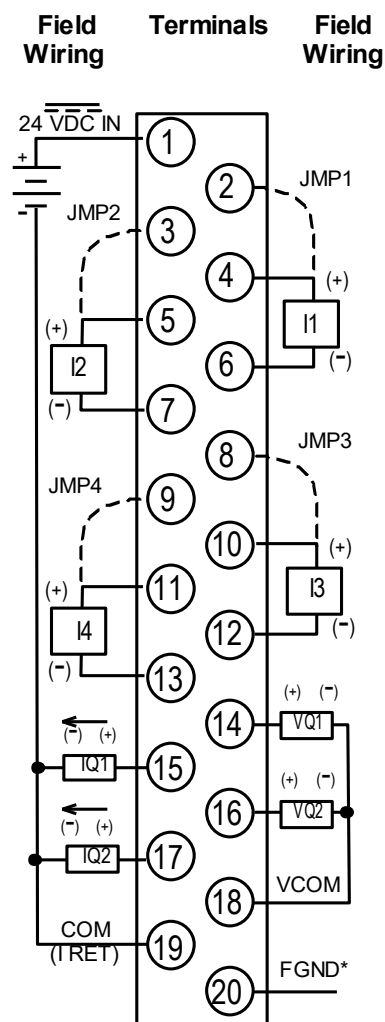 Field Wiring
Terminals
Field Wiring
24 VDC IN
1
+
-
2
JMP1
JMP2
3
4
(+)
5
(+)
I1
I2
6
(-)
(-)
7
JMP3
8
JMP4
9
10
(+)
(+)
11
I3
I4
12
(-)
(-)
13
(+) (-)
14
VQ1
(-) (+)
IQ1
15
(+) (-)
16
VQ2
(-) (+)
IQ2
17
VCOM
18
COM
(I RET)
19
FGND*
20